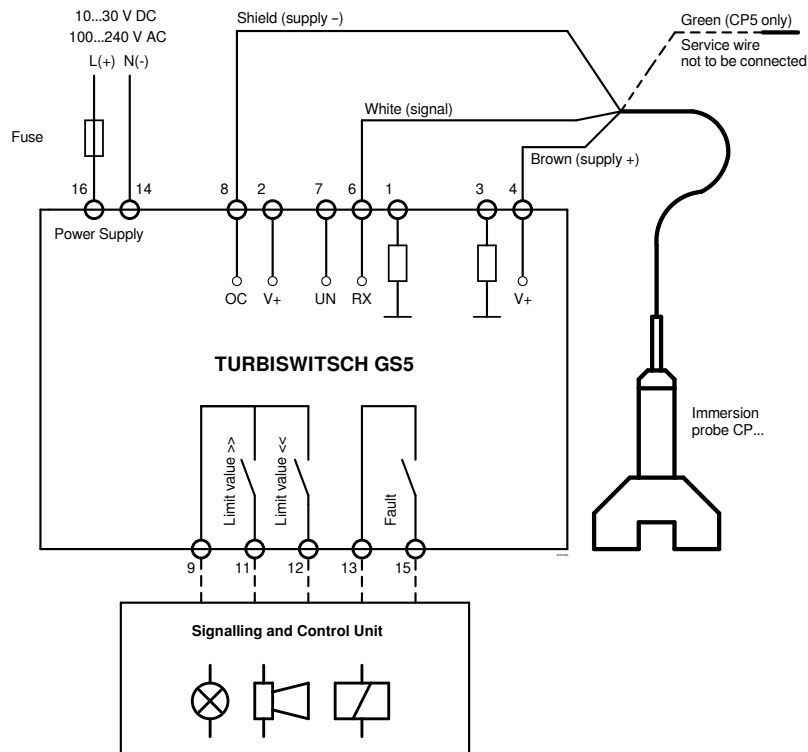 10...30 V DC
100...240 V AC
L(+) N(-)
Fuse
Shield (supply –)
White (signal)
Brown (supply +)
Green (CP5 only)
Service wire
not to be connected
16 14 8 2 7 6 1 3 4
Power Supply
OC V+ UN RX V+
TURBISWITSCH GS5
Immersion
probe CP...
Limit value >>
Limit value <<
Fault
9 11 12 13 15
Signalling and Control Unit